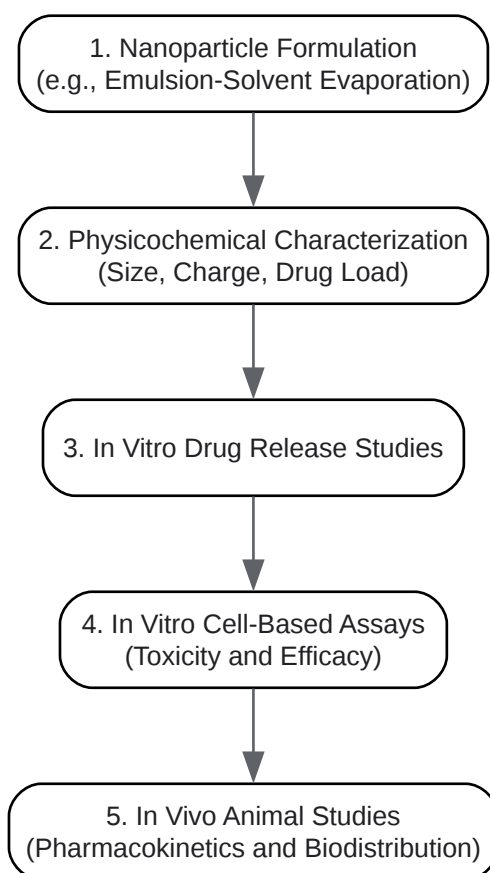 1. Nanoparticle Formulation
(e.g., Emulsion-Solvent Evaporation)
2. Physicochemical Characterization
(Size, Charge, Drug Load)
3. In Vitro Drug Release Studies
4. In Vitro Cell-Based Assays
(Toxicity and Efficacy)
5. In Vivo Animal Studies
(Pharmacokinetics and Biodistribution)